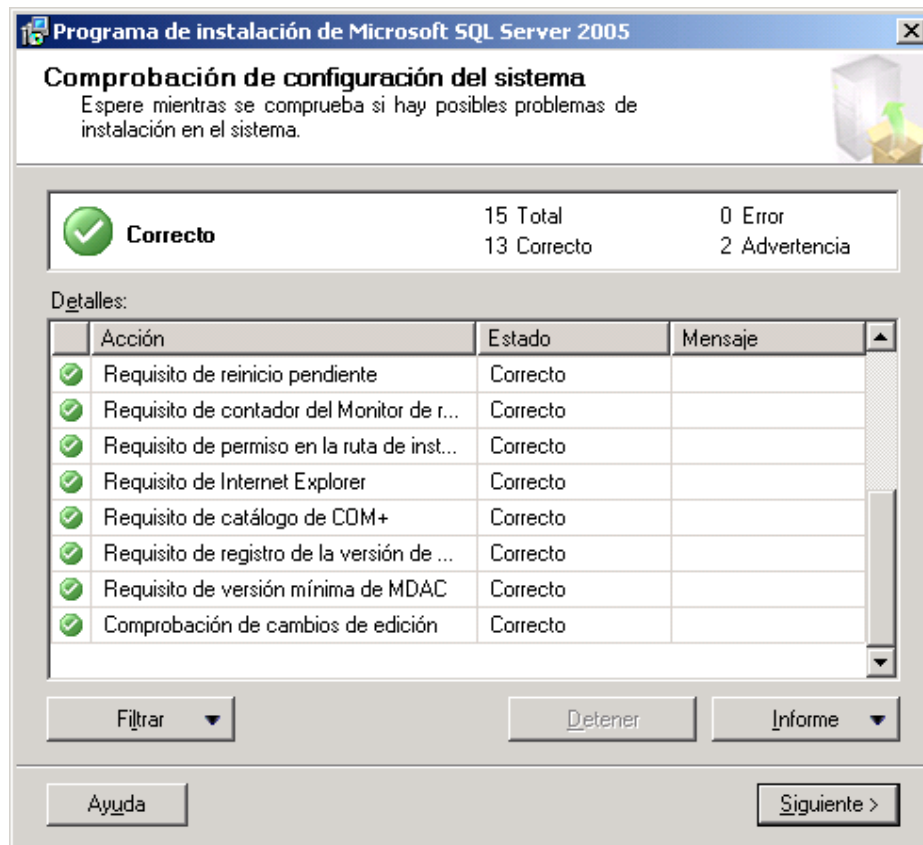 Programa de instalación de Microsoft SQL Server 2005
Comprobación de configuración del sistema
Espere mientras se comprueba si hay posibles problemas de
instalación en el sistema.
Correcto
15 Total
0 Error
13 Correcto
2 Advertencia
Detalles:
Acción Estado Mensaje
Requisito de reinicio pendiente Correcto
Requisito de contador del Monitor de r... Correcto
Requisito de permiso en la ruta de inst... Correcto
Requisito de Internet Explorer Correcto
Requisito de catálogo de COM+ Correcto
Requisito de registro de la versión de ... Correcto
Requisito de versión mínima de MDAC Correcto
Comprobación de cambios de edición Correcto
Filtrar Detener Informe
Ayuda Siguiente >